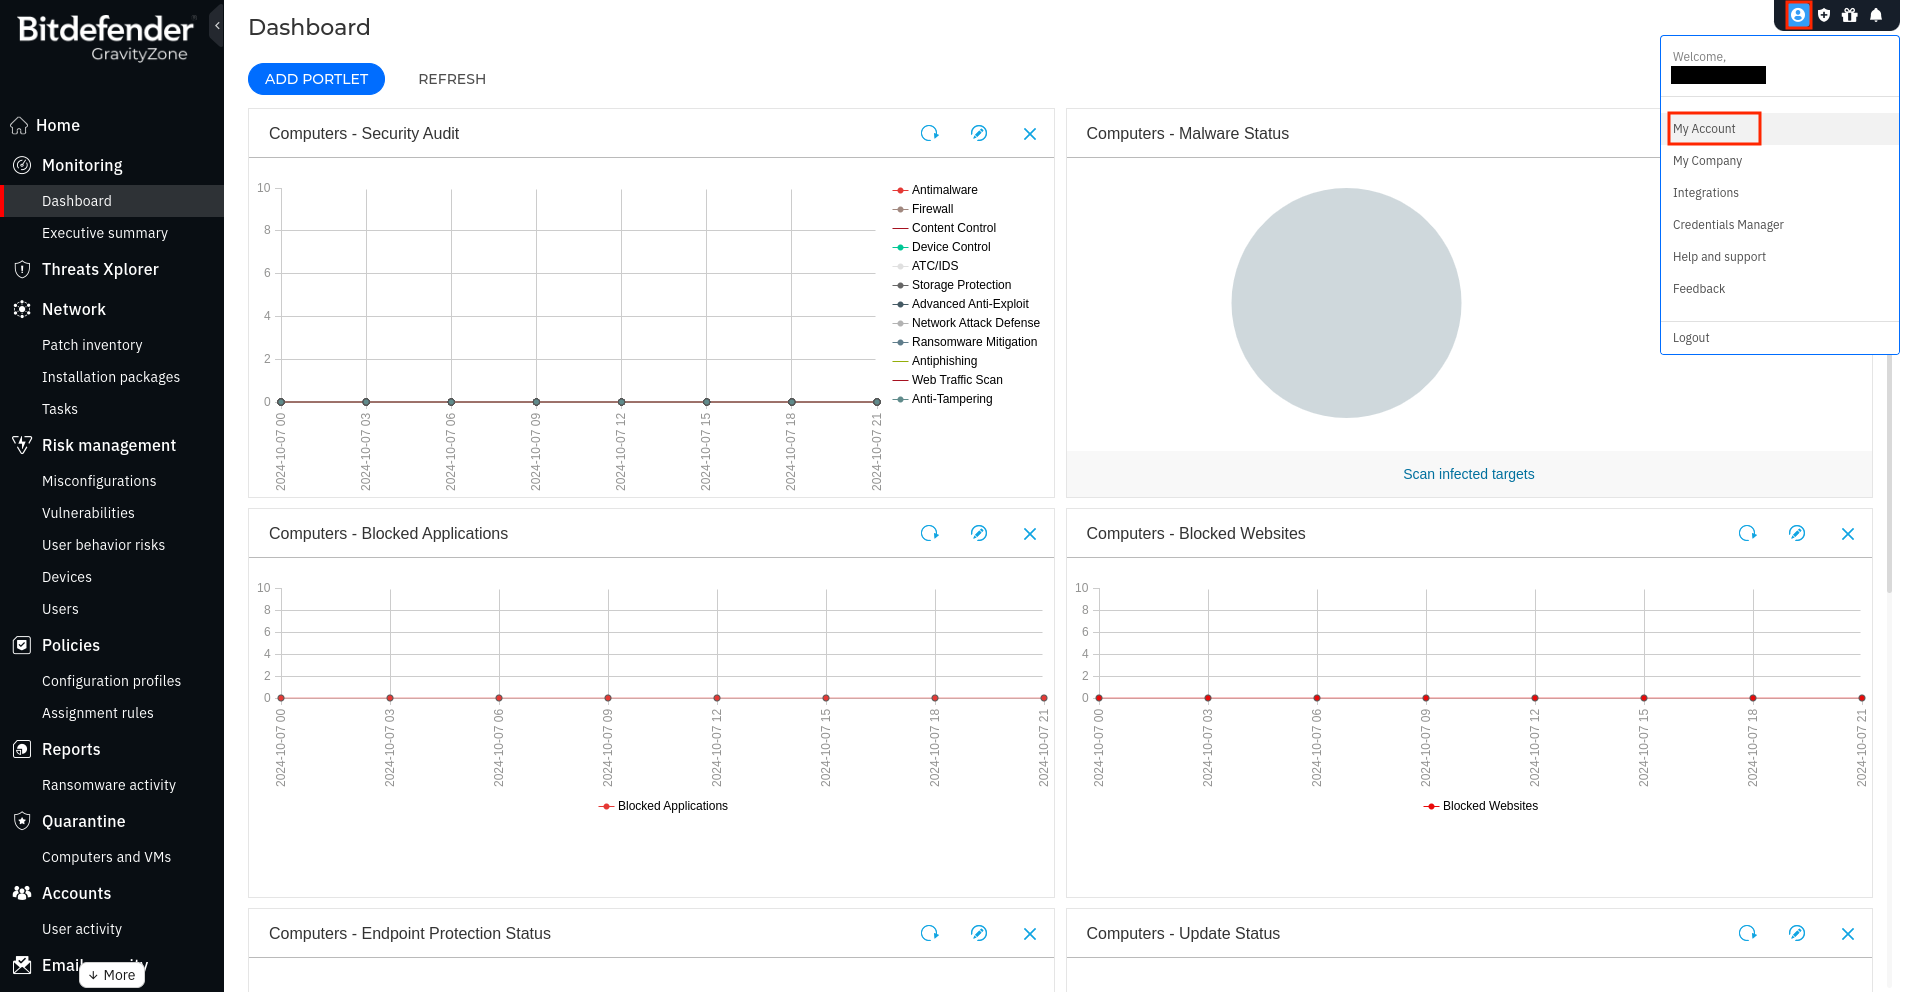 Bitdefender
GravityZone
Home
Monitoring
Dashboard
Executive summary
Threats Xplorer
Network
Patch inventory
Installation packages
Tasks
Risk management
Misconfigurations
Vulnerabilities
User behavior risks
Devices
Users
Policies
Configuration profiles
Assignment rules
Reports
Ransomware activity
Quarantine
Computers and VMs
Accounts
User activity
Email
More
Dashboard
ADD PORTLET
REFRESH
Welcome,
My Account
My Company
Integrations
Credentials Manager
Help and support
Feedback
Logout
Computers - Security Audit
10
8
6
4
2
0
2024-10-07 00
2024-10-07 03
2024-10-07 06
2024-10-07 09
2024-10-07 12
2024-10-07 15
2024-10-07 18
2024-10-07 21
Antimalware
Firewall
Content Control
Device Control
ATC/IDS
Storage Protection
Advanced Anti-Exploit
Network Attack Defense
Ransomware Mitigation
Antiphishing
Web Traffic Scan
Anti-Tampering
Computers - Malware Status
Scan infected targets
Computers - Blocked Applications
10
8
6
4
2
0
2024-10-07 00
2024-10-07 03
2024-10-07 06
2024-10-07 09
2024-10-07 12
2024-10-07 15
2024-10-07 18
2024-10-07 21
Blocked Applications
Computers - Blocked Websites
10
8
6
4
2
0
2024-10-07 00
2024-10-07 03
2024-10-07 06
2024-10-07 09
2024-10-07 12
2024-10-07 15
2024-10-07 18
2024-10-07 21
Blocked Websites
Computers - Endpoint Protection Status
Computers - Update Status